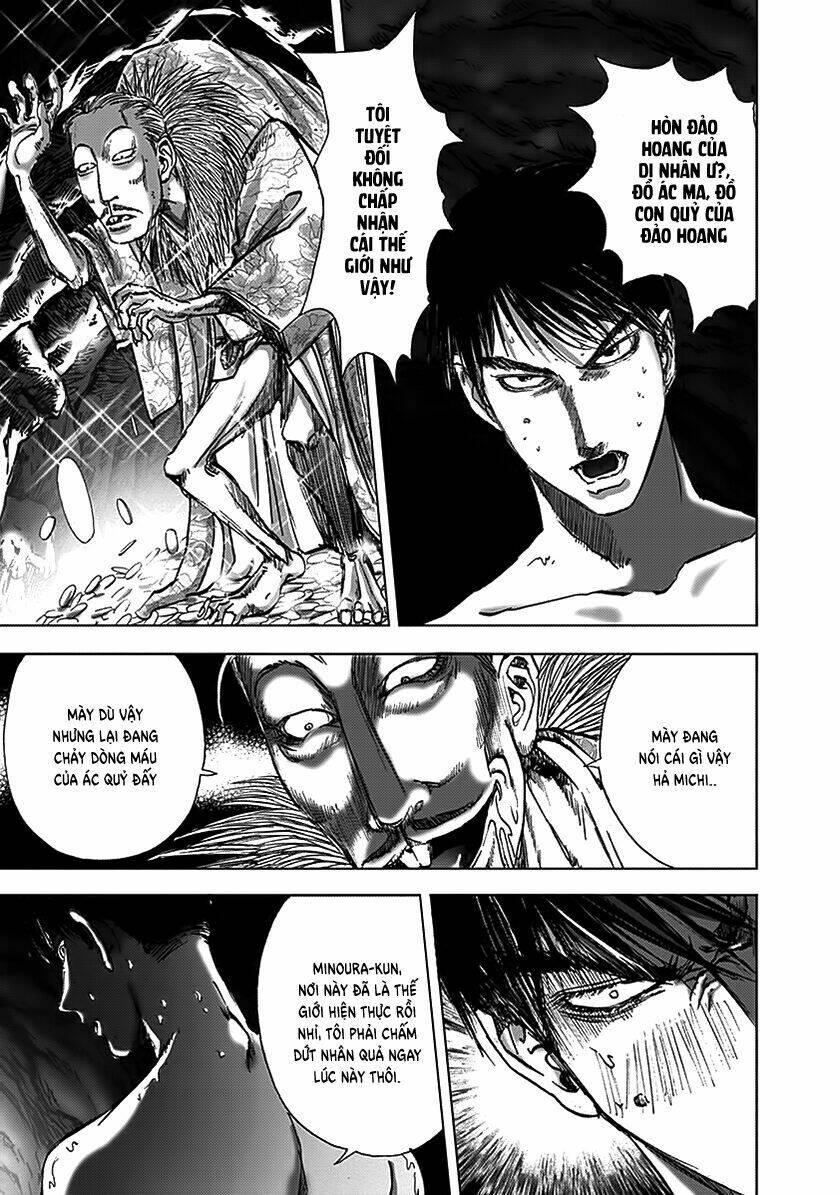 HÒN ĐẢO
HOANG CỦA
DỊ NHÂN Ư?,
ĐỒ ÁC MA, ĐỒ
CON QUỶ CỦA
ĐẢO HOANG
TÔI
TUYỆT
ĐỐI
KHÔNG
CHẤP
NHẬN
CÁI THẾ
GIỚI NHƯ
VẬY!
MÀY ĐANG
NÓI CÁI GÌ VẬY
HẢ MICHI..
MÀY DÙ VẬY
NHƯNG LẠI ĐANG
CHẢY DÒNG MÁU
CỦA ÁC QUỶ ĐẤY
MINOURA-KUN,
NƠI NÀY ĐÃ LÀ THẾ
GIỚI HIỆN THỰC RỒI
NHỈ, TÔI PHẢI CHẤM
DỨT NHÂN QUẢ NGAY
LÚC NÀY THÔI.